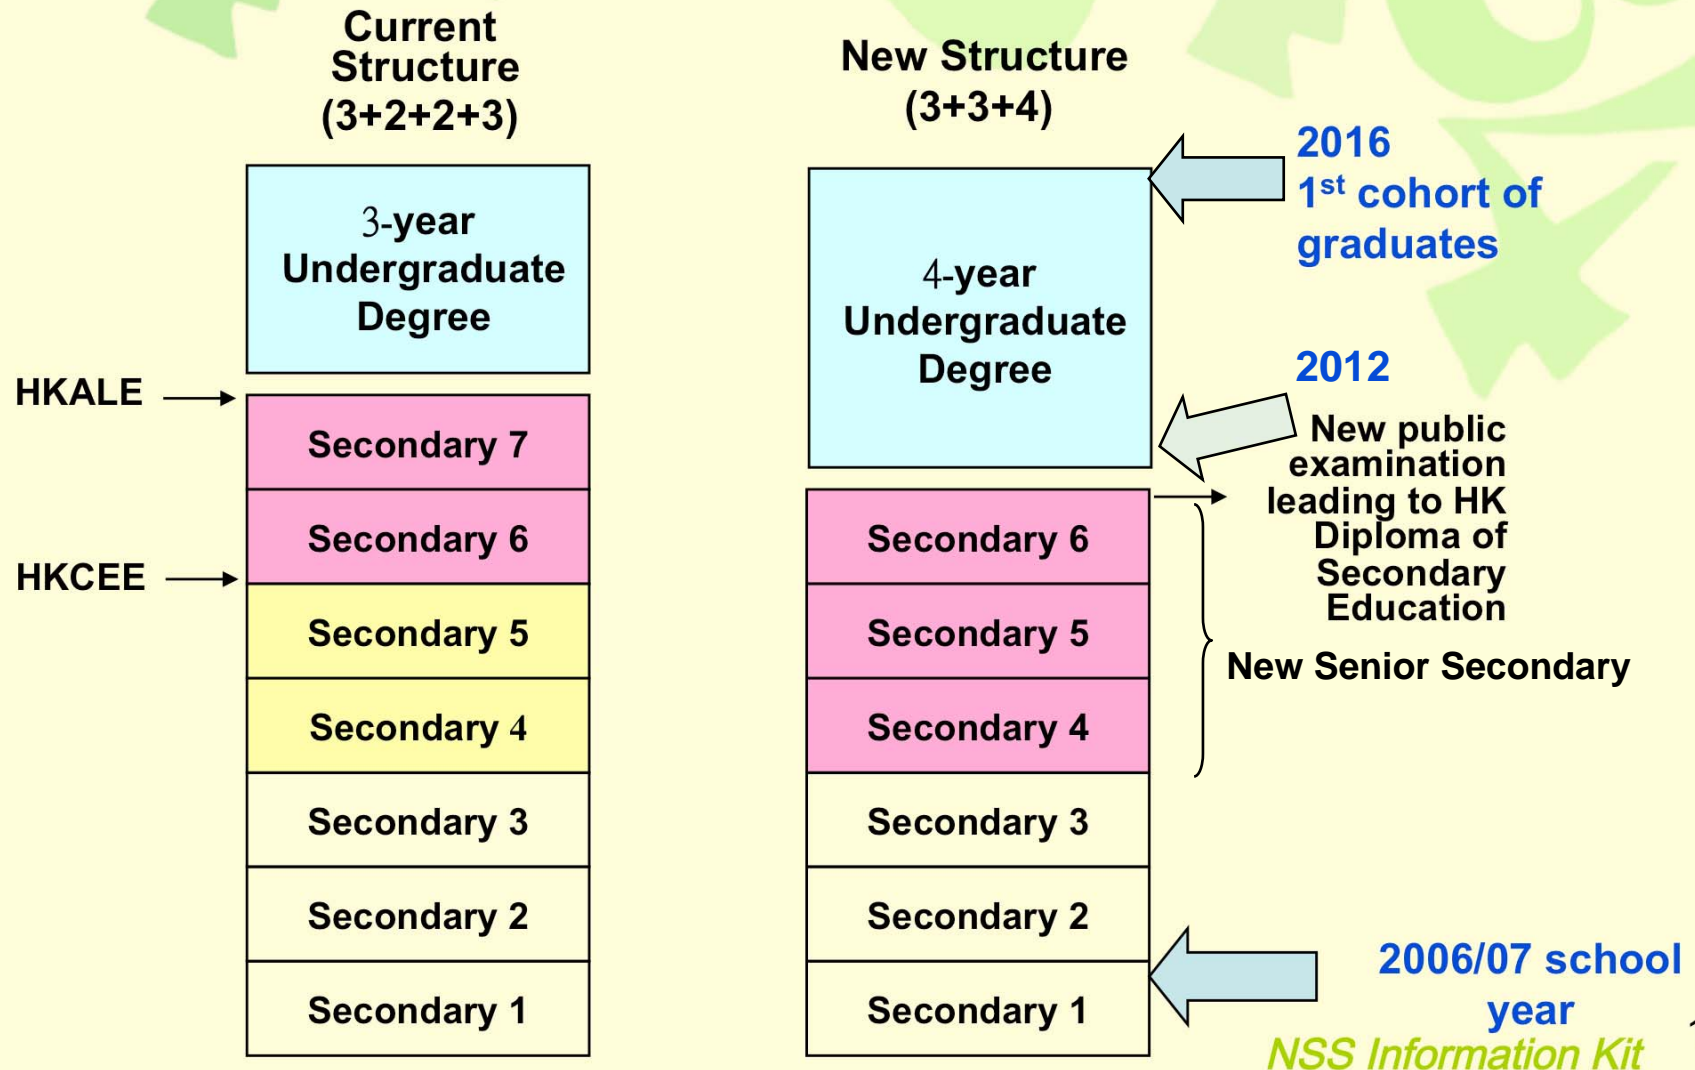 Current
Structure
(3+2+2+3)
3-year
Undergraduate
Degree
HKALE
Secondary 7
Secondary 6
HKCEE
Secondary 5
Secondary 4
Secondary 3
Secondary 2
Secondary 1
New Structure
(3+3+4)
4-year
Undergraduate
Degree
Secondary 6
Secondary 5
Secondary 4
Secondary 3
Secondary 2
Secondary 1
2016
1st cohort of
graduates
2012
New public
examination
leading to HK
Diploma of
Secondary
Education
New Senior Secondary
2006/07 school
year
NSS Information Kit